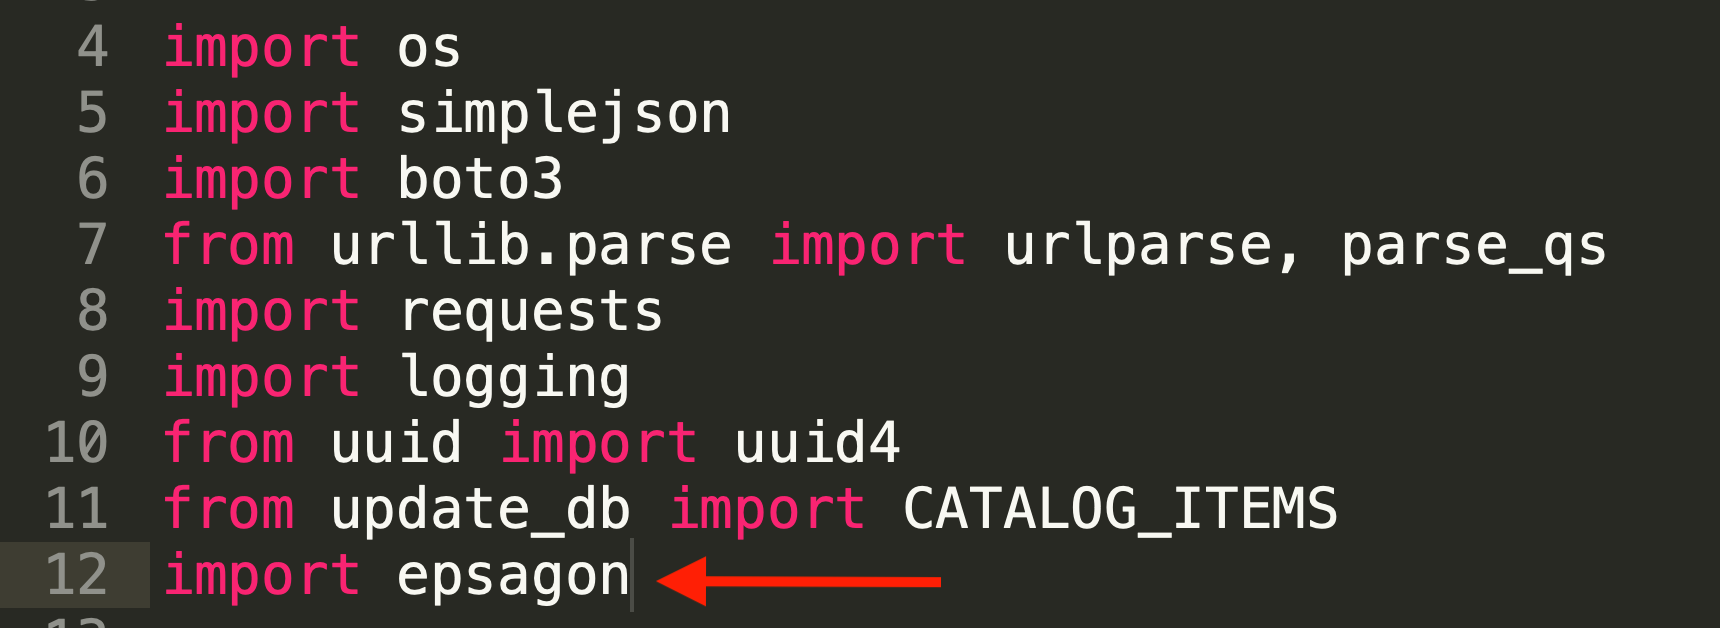 4 import os
5 import simplejson
6 import boto3
7 from urllib.parse import urlparse, parse_qs
8 import requests
9 import logging
10 from uuid import uuid4
11 from update_db import CATALOG_ITEMS
12 import epsagon